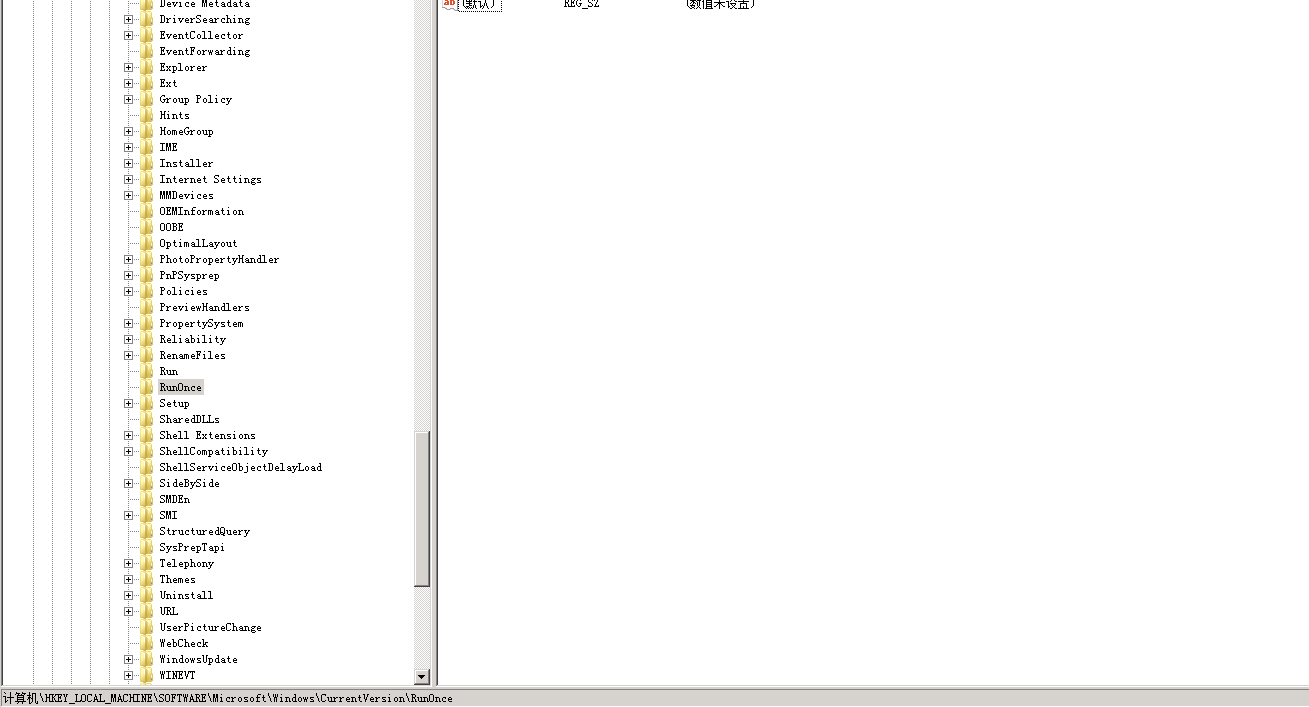 Device Metadata
DriverSearching
EventCollector
EventForwarding
Explorer
Ext
Group Policy
Hints
HomeGroup
IME
Installer
Internet Settings
MMDevices
OEMInformation
OOBE
OptimalLayout
PhotoPropertyHandler
PnPSysprep
Policies
PreviewHandlers
PropertySystem
Reliability
RenameFiles
Run
RunOnce
Setup
SharedDLLs
Shell Extensions
ShellCompatibility
ShellServiceObjectDelayLoad
SideBySide
SMDEn
SMI
StructuredQuery
SysPrepTapi
Telephony
Themes
Uninstall
URL
UserPictureChange
WebCheck
WindowsUpdate
WINEVT
ab (默认) REG_SZ (数值未设置)
计算机\HKEY_LOCAL_MACHINE\SOFTWARE\Microsoft\Windows\CurrentVersion\RunOnce